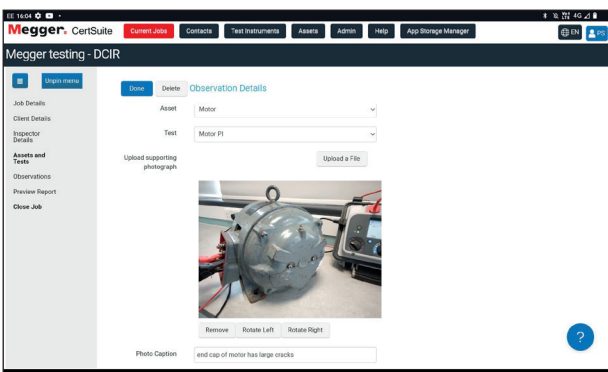 EE 16:04
4G
Megger. CertSuite
Current Jobs
Contacts
Test Instruments
Assets
Admin
Help
App Storage Manager
EN
PS
Megger testing - DCIR
Unpin menu
Done
Delete
Observation Details
Job Details
Client Details
Inspector
Details
Assets and
Tests
Observations
Preview Report
Close Job
Asset
Motor
Test
Motor PI
Upload supporting
photograph
Upload a File
Remove
Rotate Left
Rotate Right
Photo Caption
end cap of motor has large cracks
?